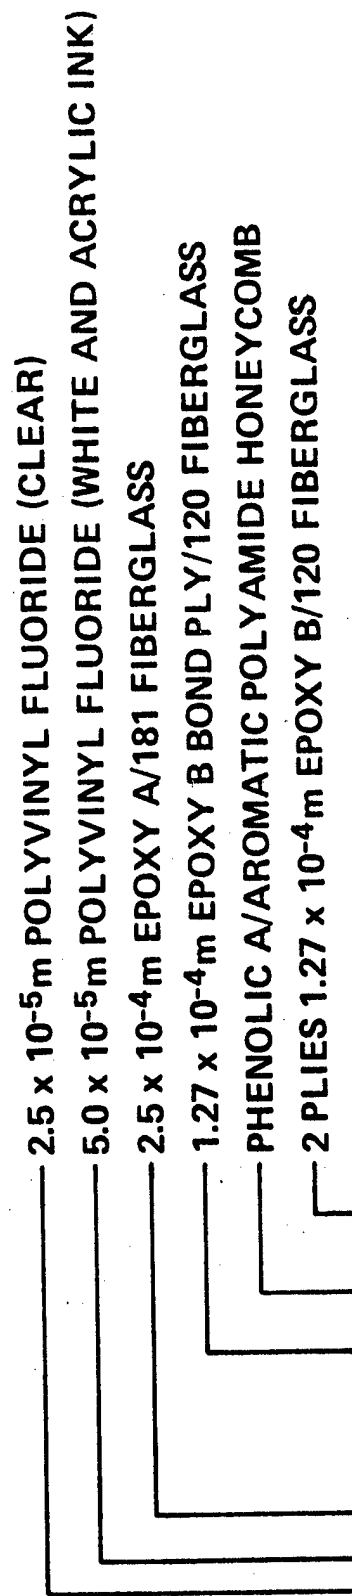 2.5 x 10⁻⁵m POLYVINYL FLUORIDE (CLEAR)
5.0 x 10⁻⁵m POLYVINYL FLUORIDE (WHITE AND ACRYLIC INK)
2.5 x 10⁻⁴m EPOXY A/181 FIBERGLASS
1.27 x 10⁻⁴m EPOXY B BOND PLY/120 FIBERGLASS
PHENOLIC A/AROMATIC POLYAMIDE HONEYCOMB
2 PLIES 1.27 x 10⁻⁴m EPOXY B/120 FIBERGLASS